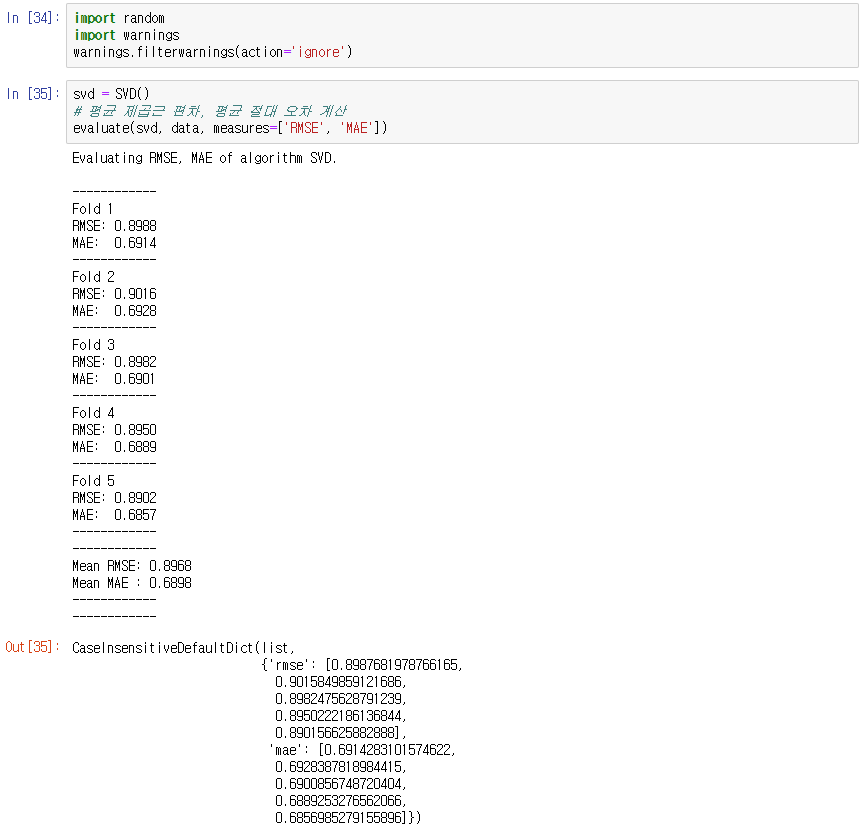 In [34]: import random
import warnings
warnings.filterwarnings(action='ignore')
In [35]: svd = SVD()
# 평균 제곱근 편차, 평균 절대 오차 계산
evaluate(svd, data, measures=['RMSE', 'MAE'])
Evaluating RMSE, MAE of algorithm SVD.
------------
Fold 1
RMSE: 0.8988
MAE:  0.6914
------------
Fold 2
RMSE: 0.9016
MAE:  0.6928
------------
Fold 3
RMSE: 0.8982
MAE:  0.6901
------------
Fold 4
RMSE: 0.8950
MAE:  0.6889
------------
Fold 5
RMSE: 0.8902
MAE:  0.6857
------------
------------
Mean RMSE: 0.8968
Mean MAE : 0.6898
------------
------------
Out[35]: CaseInsensitiveDefaultDict(list,
{'rmse': [0.8987681978766165,
0.9015849859121686,
0.8982475628791239,
0.8950222186136844,
0.890156625882888],
'mae': [0.6914283101574622,
0.6928387818984415,
0.6900856748720404,
0.6889253276562066,
0.6856985279155896]})